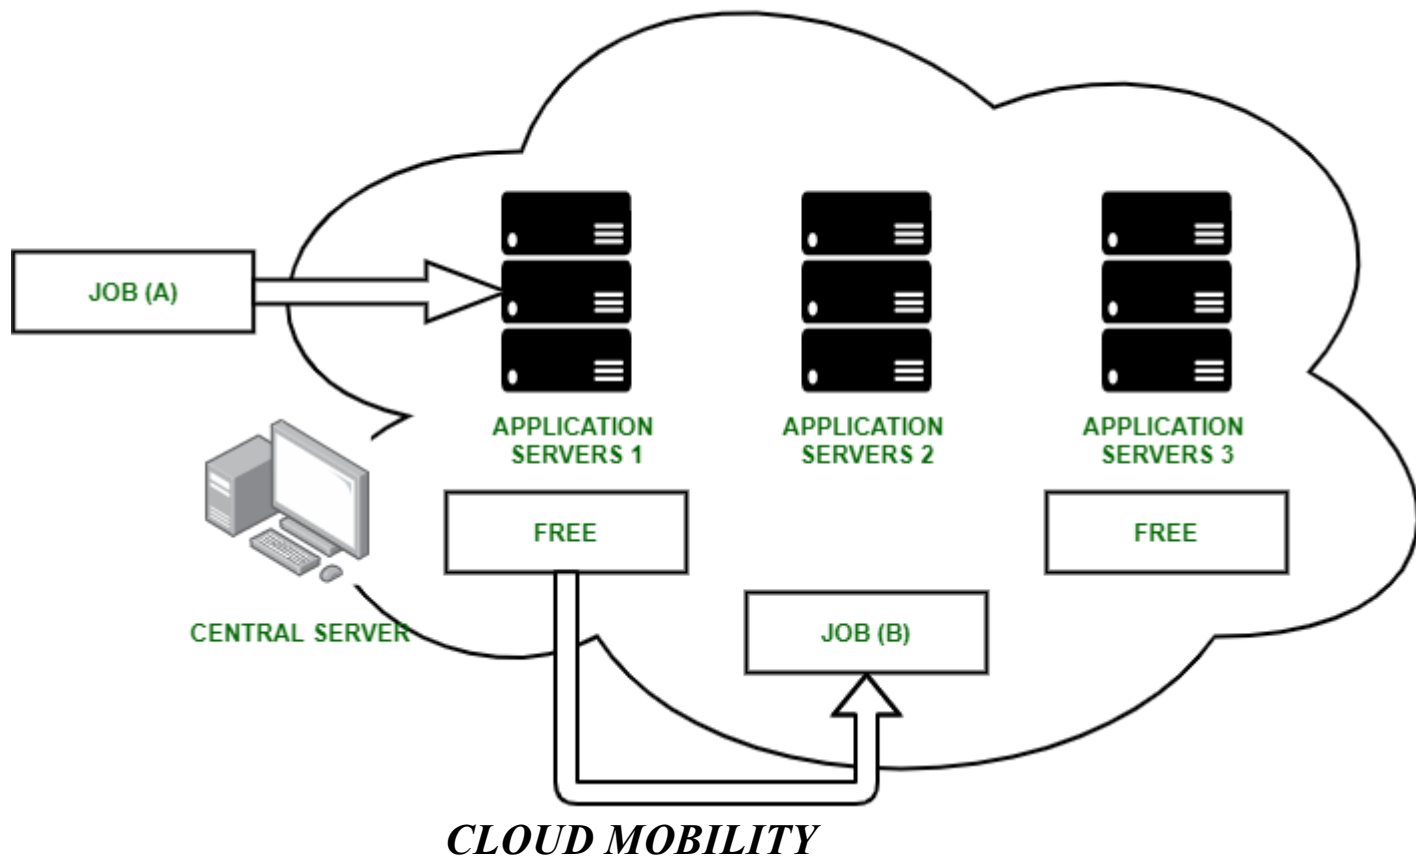 JOB (A)
APPLICATION
SERVERS 1
APPLICATION
SERVERS 2
APPLICATION
SERVERS 3
FREE
FREE
JOB (B)
CENTRAL SERVER
CLOUD MOBILITY